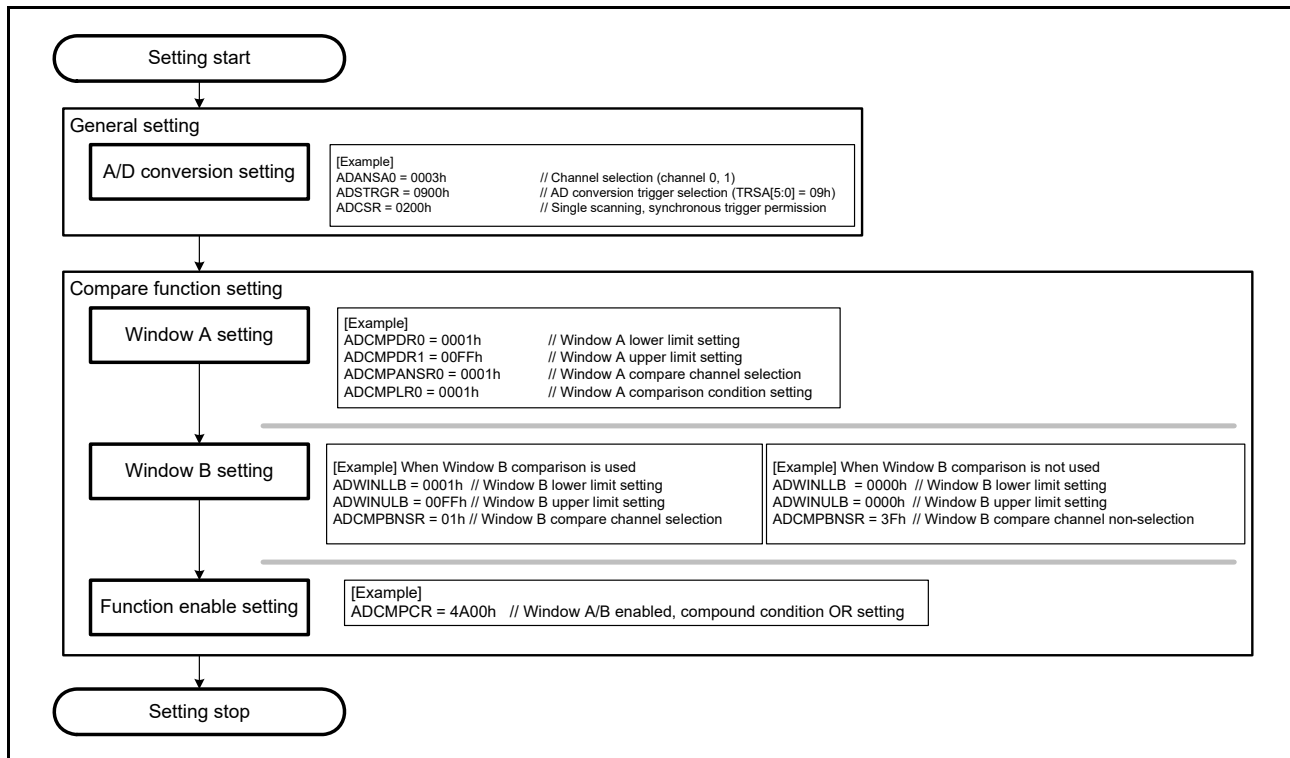 Setting start
General setting
A/D conversion setting
[Example]
ADANSA0 = 0003h // Channel selection (channel 0, 1)
ADSTRGR = 0900h // AD conversion trigger selection (TRSA[5:0] = 09h)
ADCSR = 0200h // Single scanning, synchronous trigger permission
Compare function setting
Window A setting
[Example]
ADCMPDR0 = 0001h // Window A lower limit setting
ADCMPDR1 = 00FFh // Window A upper limit setting
ADCMPANSR0 = 0001h // Window A compare channel selection
ADCMPLR0 = 0001h // Window A comparison condition setting
Window B setting
[Example] When Window B comparison is used
ADWINLLB = 0001h // Window B lower limit setting
ADWINULB = 00FFh // Window B upper limit setting
ADCMPBNSR = 01h // Window B compare channel selection
[Example] When Window B comparison is not used
ADWINLLB = 0000h // Window B lower limit setting
ADWINULB = 0000h // Window B upper limit setting
ADCMPBNSR = 3Fh // Window B compare channel non-selection
Function enable setting
[Example]
ADCMPCR = 4A00h // Window A/B enabled, compound condition OR setting
Setting stop